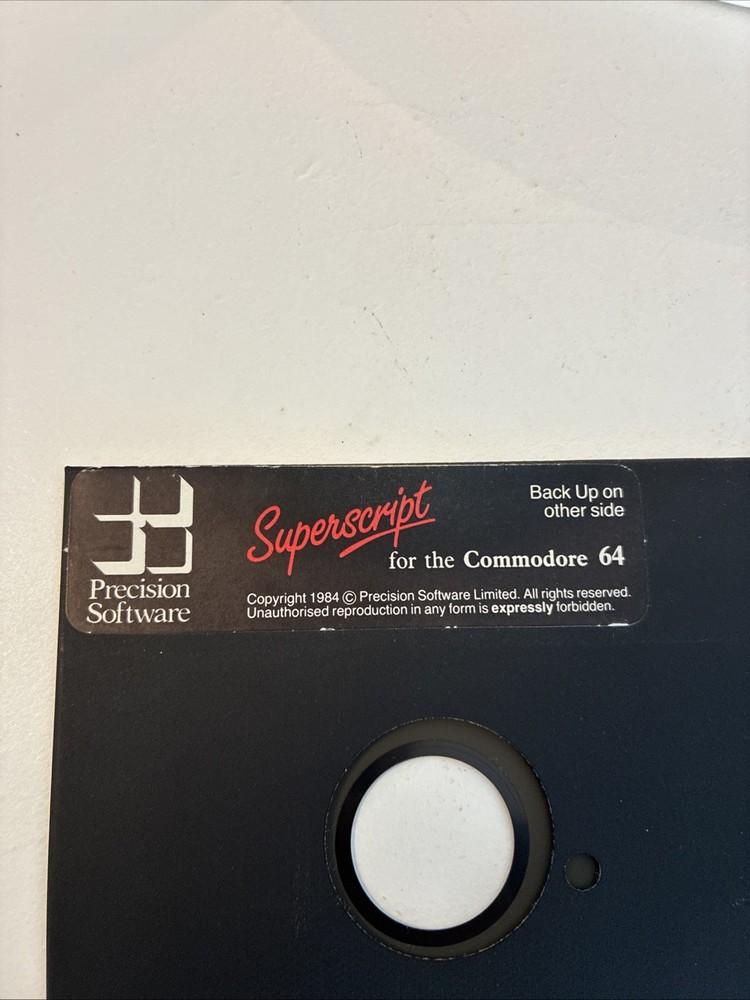 Precision
Software
Superscript
for the Commodore 64
Back Up on
other side
Copyright 1984 © Precision Software Limited. All rights reserved.
Unauthorised reproduction in any form is expressly forbidden.